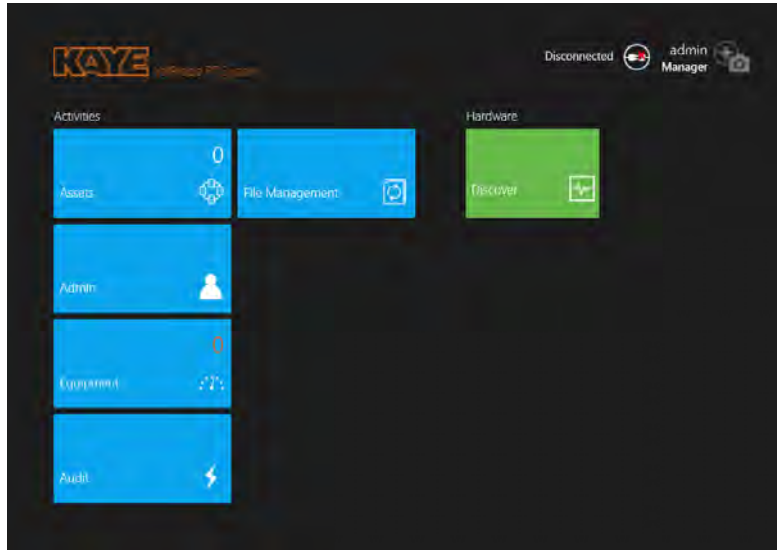 KAYE
Disconnected
admin
Manager
Activities
Hardware
0
Assets
File Management
Discover
Admin
0
Equipment
Audit